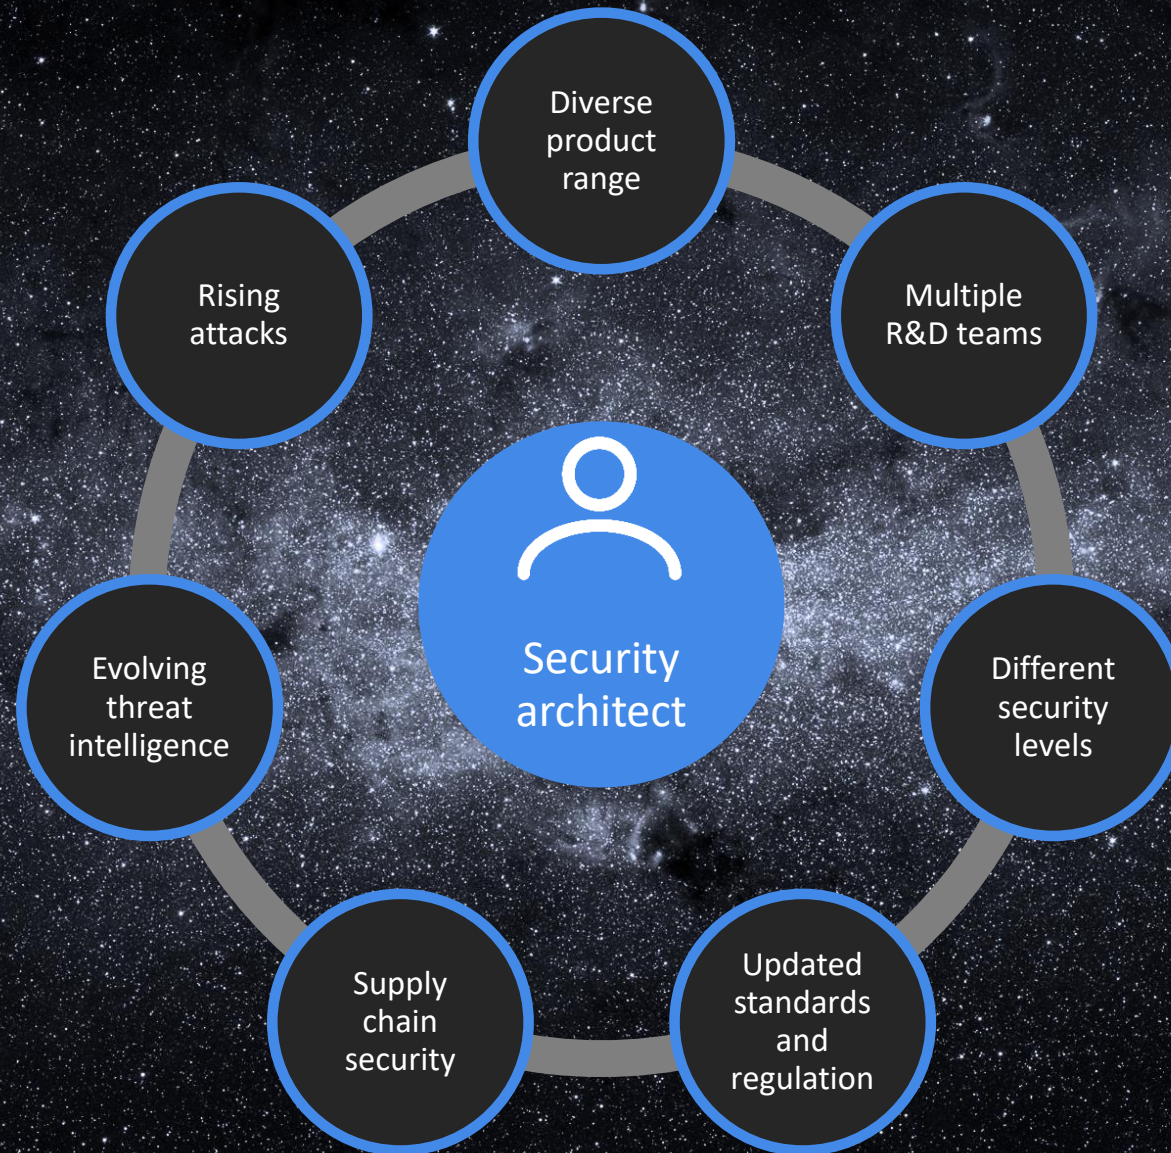 Diverse
product
range
Multiple
R&D teams
Different
security
levels
Updated
standards
and
regulation
Supply
chain
security
Evolving
threat
intelligence
Rising
attacks
Security
architect